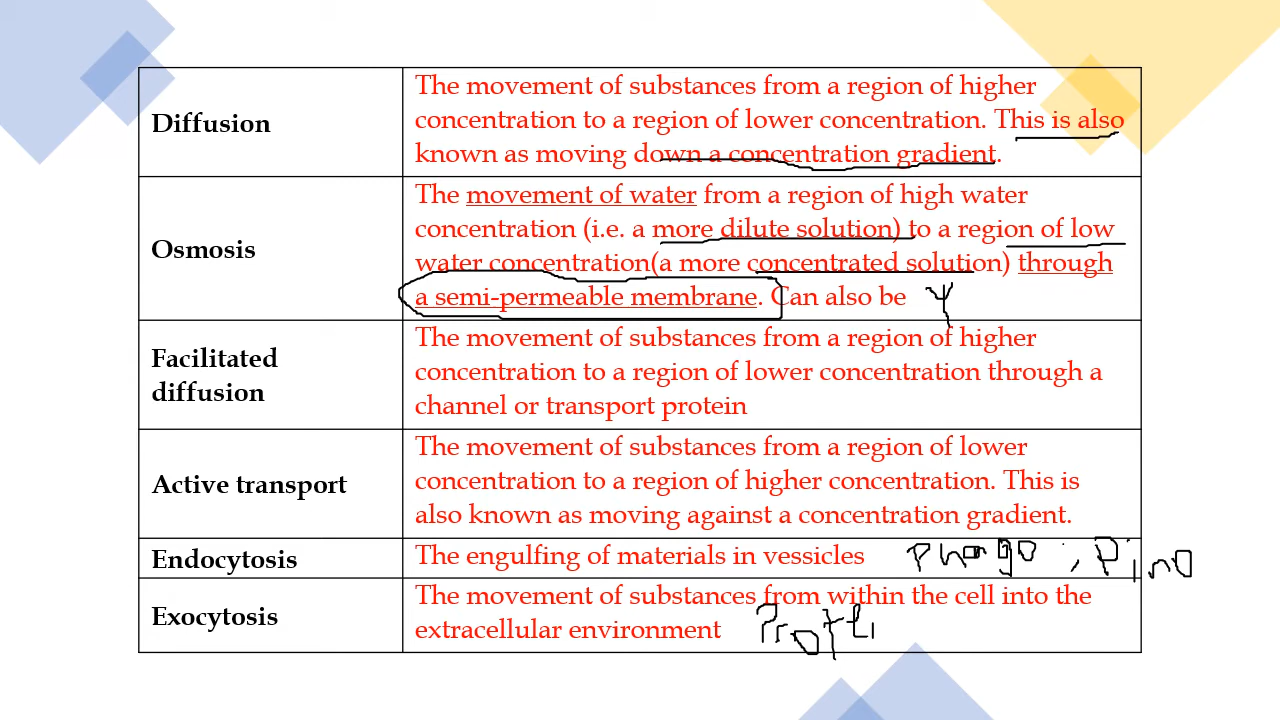 Diffusion
The movement of substances from a region of higher
concentration to a region of lower concentration. This is also
known as moving down a concentration gradient.
Osmosis
The movement of water from a region of high water
concentration (i.e. a more dilute solution) to a region of low
water concentration(a more concentrated solution) through
a semi-permeable membrane. Can also be Ψ
Facilitated
diffusion
The movement of substances from a region of higher
concentration to a region of lower concentration through a
channel or transport protein
Active transport
The movement of substances from a region of lower
concentration to a region of higher concentration. This is
also known as moving against a concentration gradient.
Endocytosis
The engulfing of materials in vessicles Phago ; Pino
Exocytosis
The movement of substances from within the cell into the
extracellular environment